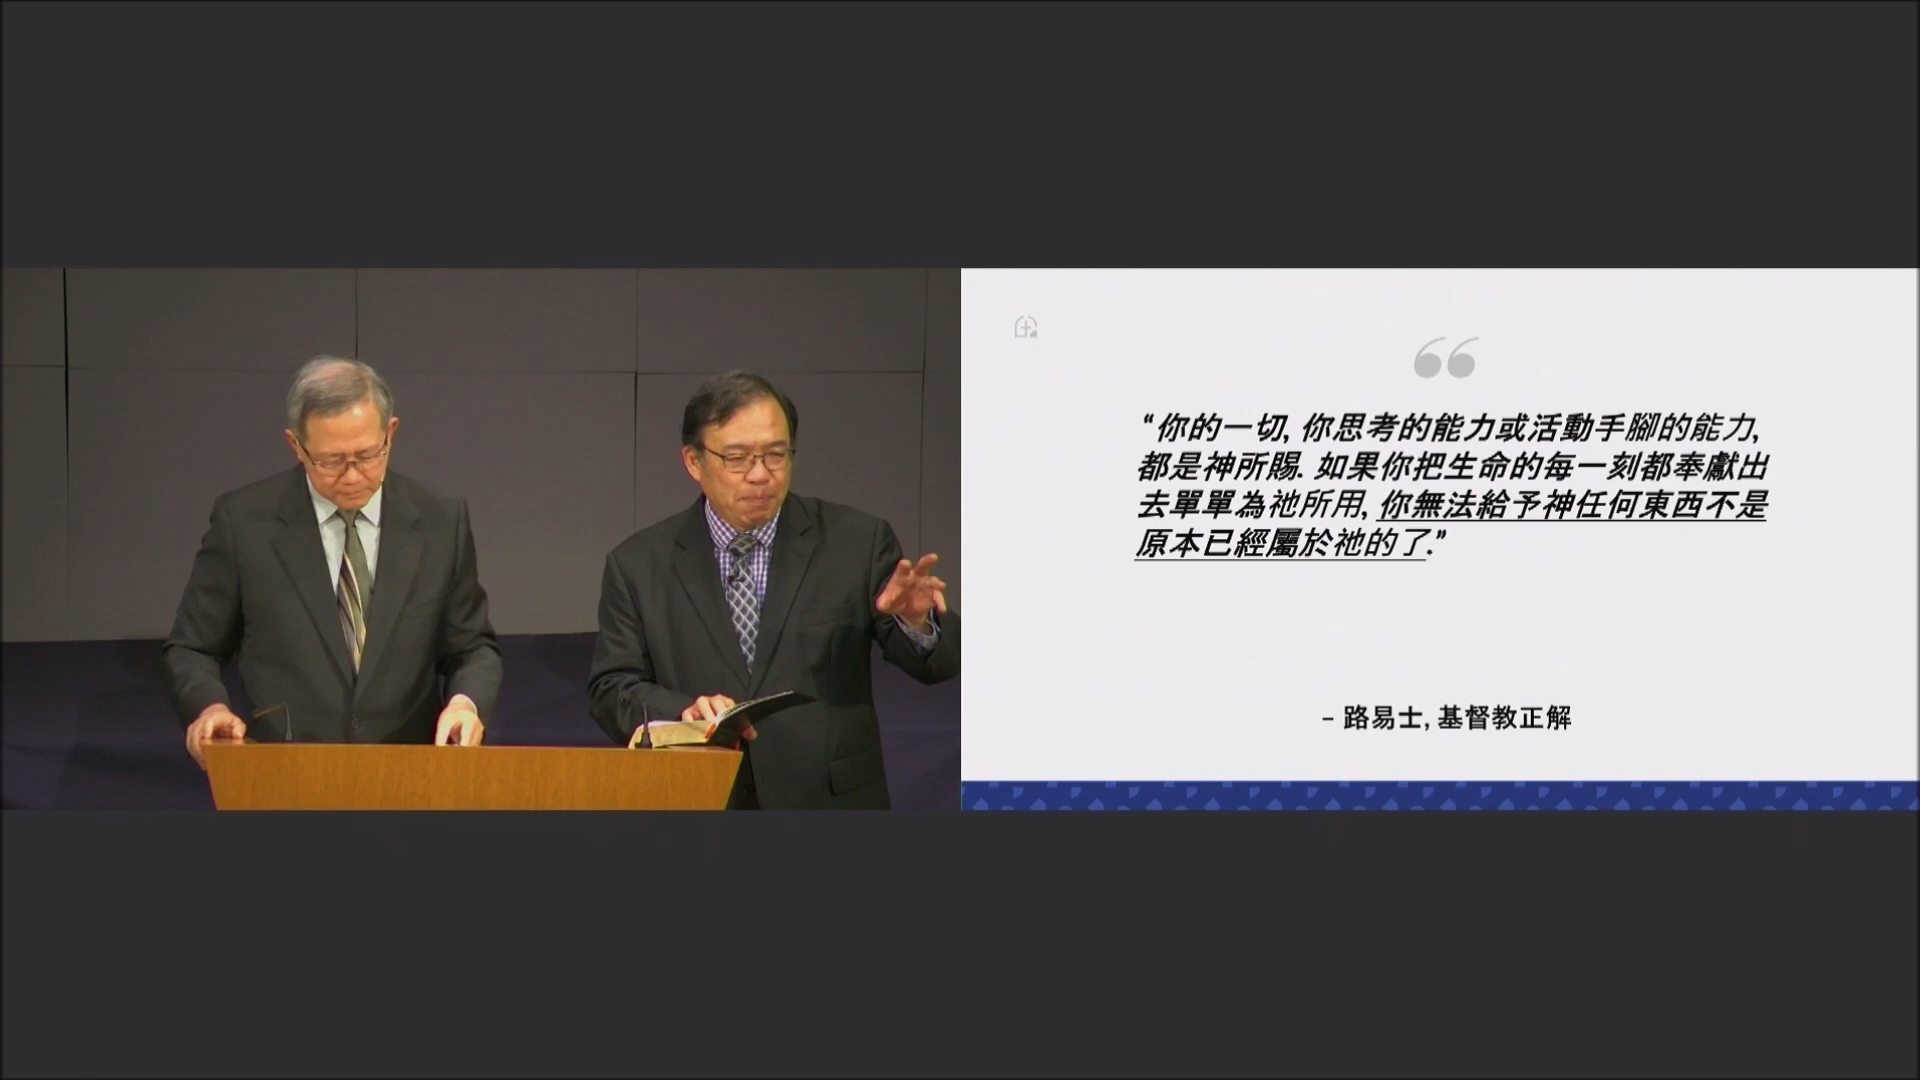 “你的一切, 你思考的能力或活動手腳的能力,
都是神所賜. 如果你把生命的每一刻都奉獻出
去單單為祂所用, 你無法給予神任何東西不是
原本已經屬於祂的了.”
– 路易士, 基督教正解